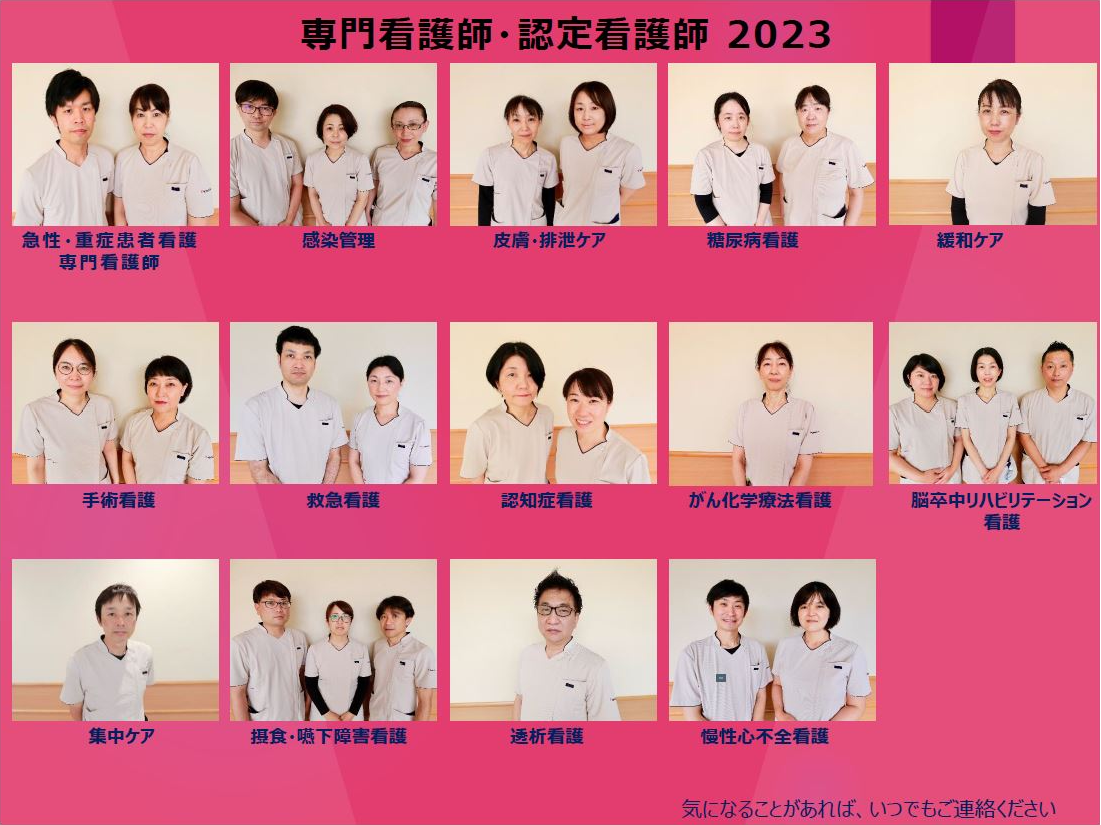 専門看護師・認定看護師 2023
急性・重症患者看護
専門看護師
感染管理
皮膚・排泄ケア
糖尿病看護
緩和ケア
手術看護
救急看護
認知症看護
がん化学療法看護
脳卒中リハビリテーション
看護
集中ケア
摂食・嚥下障害看護
透析看護
慢性心不全看護
気になることがあれば、いつでもご連絡ください